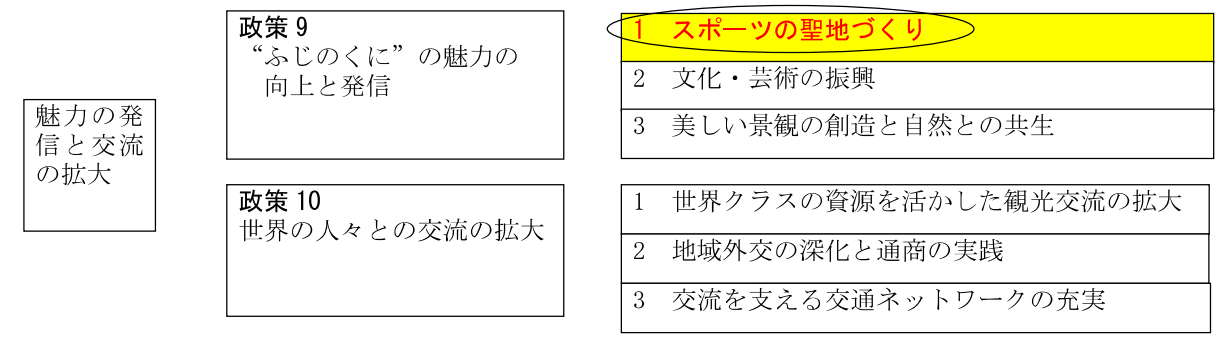 魅力の発
信と交流
の拡大
政策9
“ふじのくに”の魅力の
向上と発信
1 スポーツの聖地づくり
2 文化・芸術の振興
3 美しい景観の創造と自然との共生
政策10
世界の人々との交流の拡大
1 世界クラスの資源を活かした観光交流の拡大
2 地域外交の深化と通商の実践
3 交流を支える交通ネットワークの充実